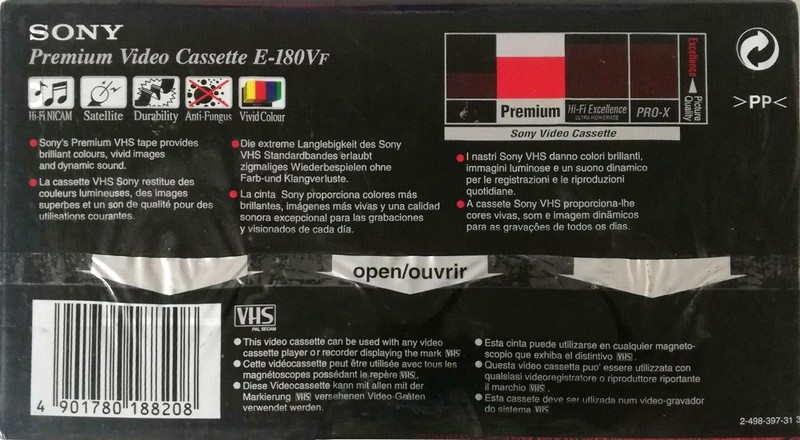 SONY
Premium Video Cassette E-180VF
Hi-Fi NICAM
Satellite
Durability
Anti-Fungus
Vivid Colour
Premium
Hi-Fi Excellence
ULTRA HIGH GRADE
PRO-X
Excellence
Picture
Quality
Sony Video Cassette
>PP<
Sony's Premium VHS tape provides
brilliant colours, vivid images
and dynamic sound.
La cassette VHS Sony restitue des
couleurs lumineuses, des images
superbes et un son de qualité pour des
utilisations courantes.
Die extreme Langlebigkeit des Sony
VHS Standardbandes erlaubt
zigmaliges Wiederbespielen ohne
Farb-und Klangverluste.
La cinta Sony proporciona colores más
brillantes, imágenes más vivas y una calidad
sonora excepcional para las grabaciones
y visionados de cada día.
I nastri Sony VHS danno colori brillanti,
immagini luminose e un suono dinamico
per le registrazioni e le riproduzioni
quotidiane.
A cassete Sony VHS proporciona-lhe
cores vivas, som e imagem dinâmicos
para as gravações de todos os dias.
open/ouvrir
VHS
PAL SECAM
This video cassette can be used with any video
cassette player or recorder displaying the mark VHS.
Cette vidéocassette peut être utilisée avec tous les
magnétoscopes possédant le repère VHS.
Diese Videocassette kann mit allen mit der
Markierung VHS versehenen Video-Geräten
verwendet werden.
Esta cinta puede utilizarse en cualquier magneto-
scopio que exhiba el distintivo VHS.
Questa video cassetta puo' essere utilizzata con
qualsiasi videoregistratore o riproduttore riportante
il marchio VHS.
Esta cassete deve ser utlizada num video-gravador
do sistema VHS
4 901780 188208
2-498-397-31